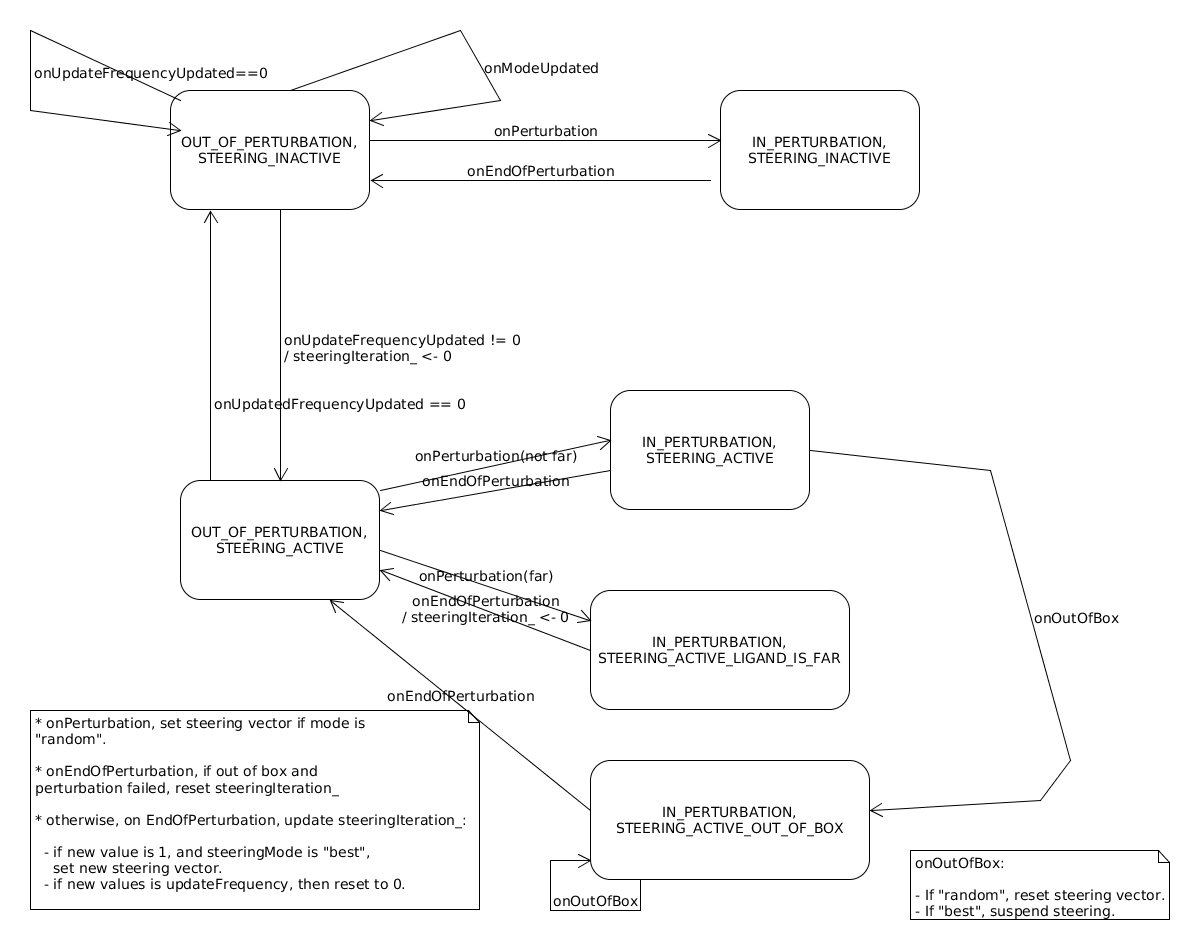 onUpdateFrequencyUpdated==0
onModeUpdated
OUT_OF_PERTURBATION,
STEERING_INACTIVE
onPerturbation
onEndOfPerturbation
IN_PERTURBATION,
STEERING_INACTIVE
onUpdateFrequencyUpdated != 0
/ steeringIteration_ <- 0
onUpdatedFrequencyUpdated == 0
onPerturbation(not far)
onEndOfPerturbation
IN_PERTURBATION,
STEERING_ACTIVE
OUT_OF_PERTURBATION,
STEERING_ACTIVE
onPerturbation(far)
onEndOfPerturbation
/ steeringIteration_ <- 0
IN_PERTURBATION,
STEERING_ACTIVE_LIGAND_IS_FAR
onOutOfBox
onEndOfPerturbation
* onPerturbation, set steering vector if mode is
"random".
* onEndOfPerturbation, if out of box and
perturbation failed, reset steeringIteration_
* otherwise, on EndOfPerturbation, update steeringIteration_:
- if new value is 1, and steeringMode is "best",
set new steering vector.
- if new values is updateFrequency, then reset to 0.
IN_PERTURBATION,
STEERING_ACTIVE_OUT_OF_BOX
onOutOfBox
onOutOfBox:
- If "random", reset steering vector.
- If "best", suspend steering.